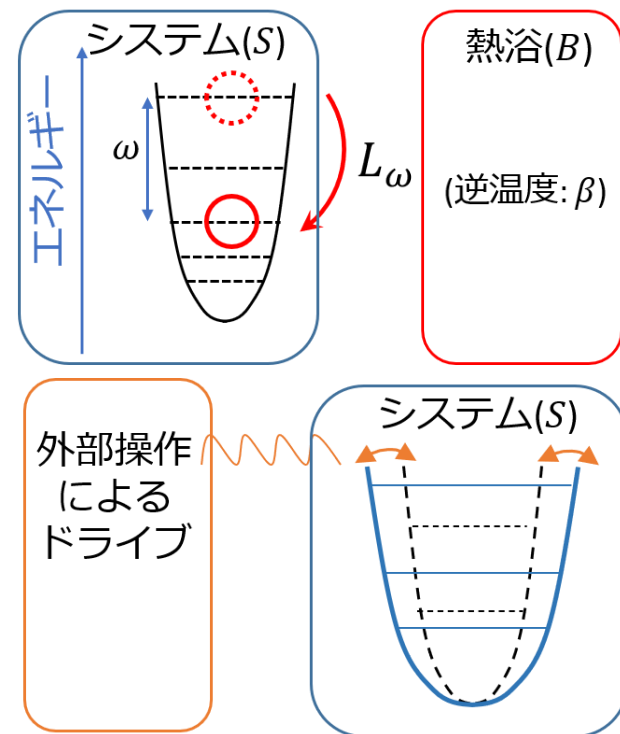 システム(S)
熱浴(B)
エネルギー
ω
L_ω
(逆温度: β)
外部操作
による
ドライブ
システム(S)